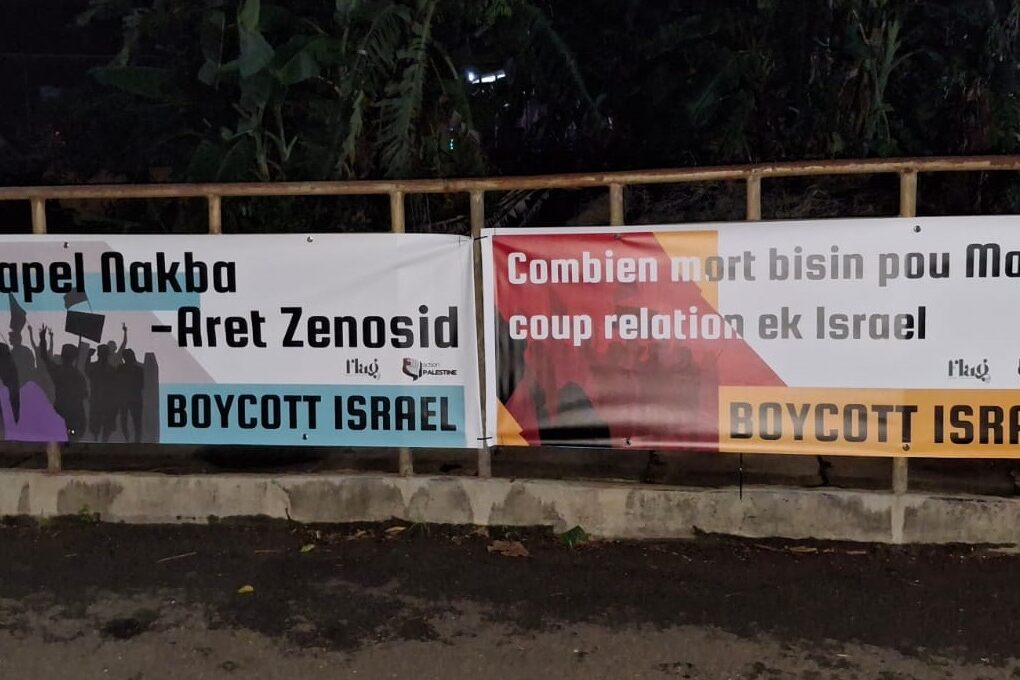 apel Nakba
-Aret Zenosid
flag
action
PALESTINE
BOYCOTT ISRAEL
Combien mort bisin pou Ma
coup relation ek Israel
flag
BOYCOTT ISRA